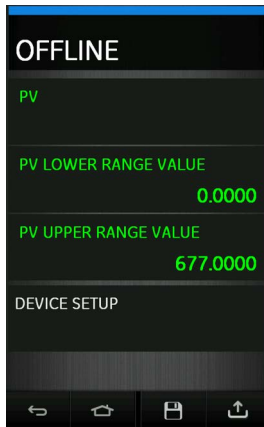 OFFLINE
PV
PV LOWER RANGE VALUE
0.0000
PV UPPER RANGE VALUE
677.0000
DEVICE SETUP